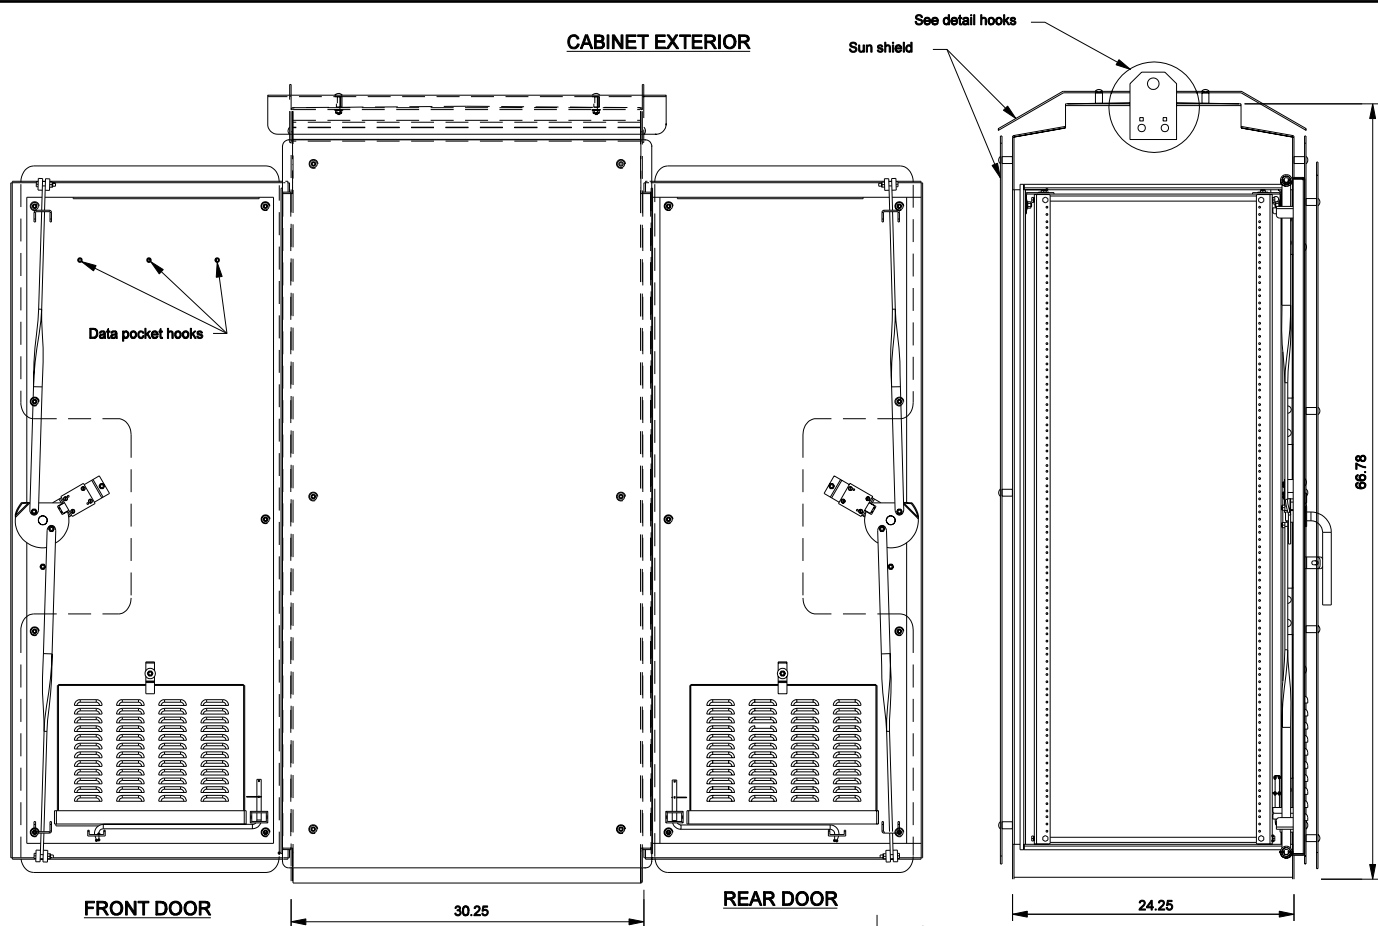 CABINET EXTERIOR
See detail hooks
Sun shield
Data pocket hooks
66.78
FRONT DOOR
30.25
REAR DOOR
24.25